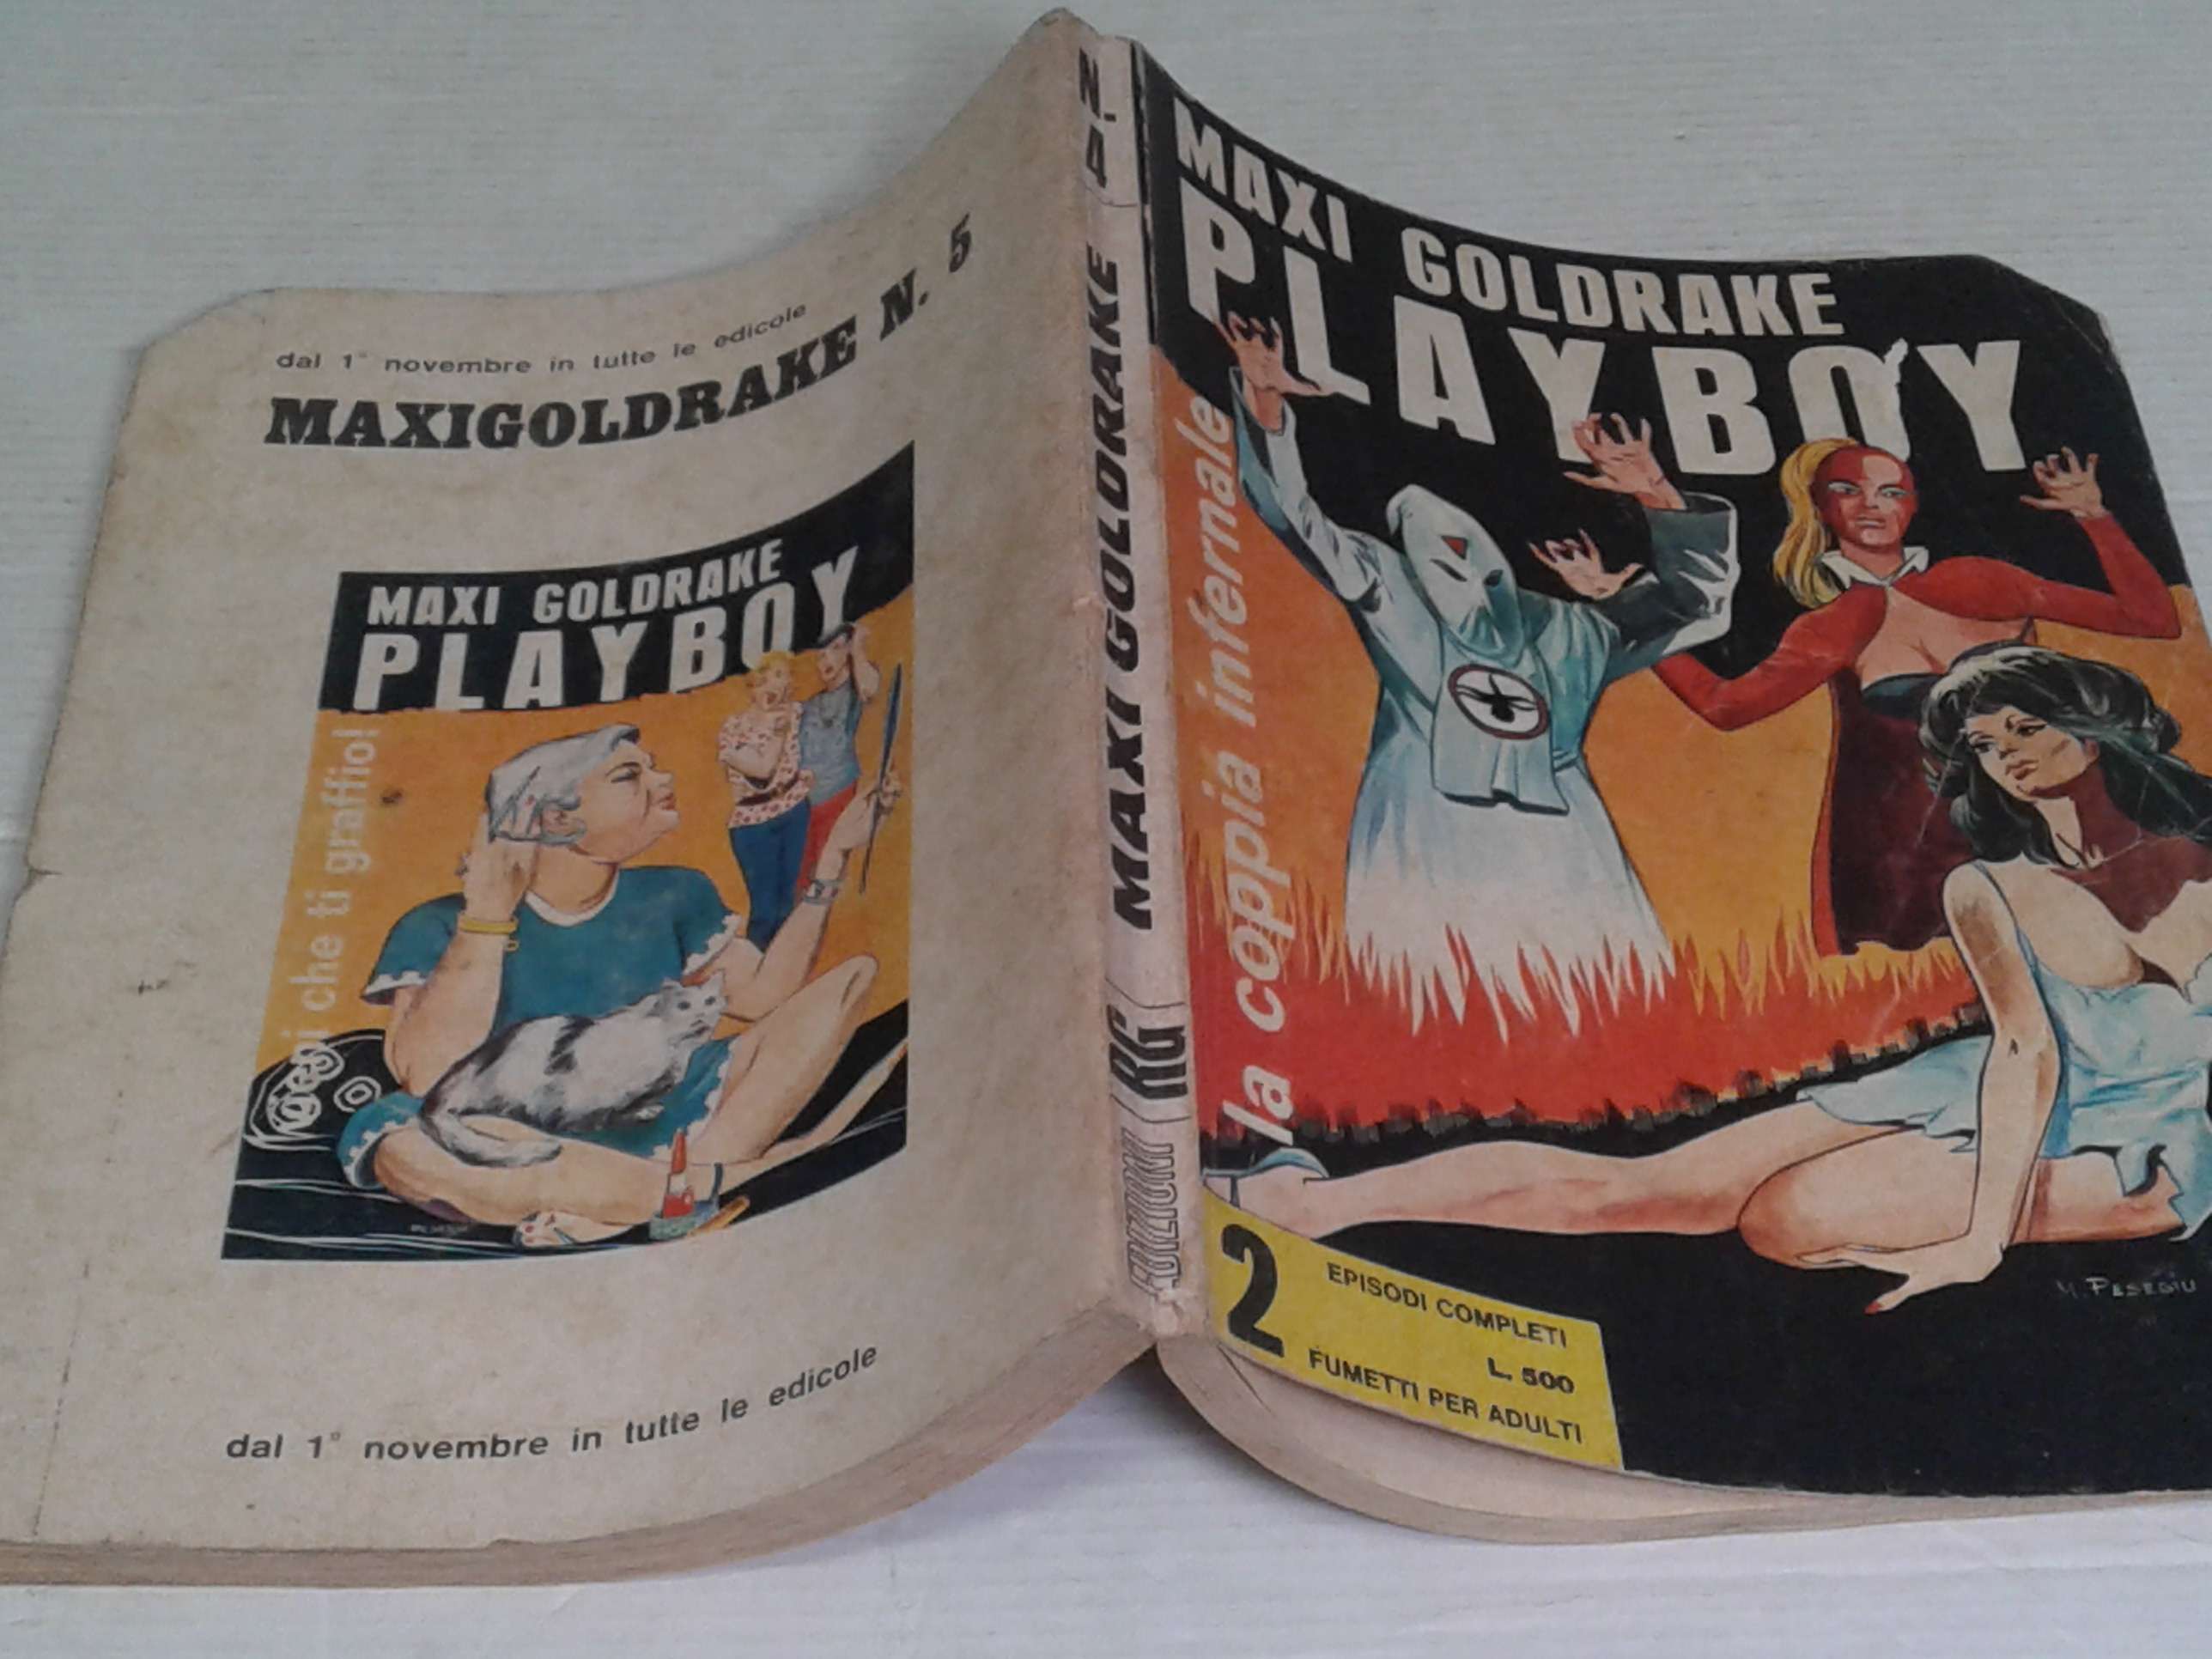 dal 1° novembre in tutte le edicole
MAXIGOLDRAKE N. 5
MAXI GOLDRAKE
PLAYBOY
che ti graffio!
dal 1° novembre in tutte le edicole
N. 4
MAXI GOLDRAKE
RG RG
EDIZIONI
MAXI GOLDRAKE
PLAYBOY
la coppia infernale
2
EPISODI COMPLETI
L. 500
FUMETTI PER ADULTI